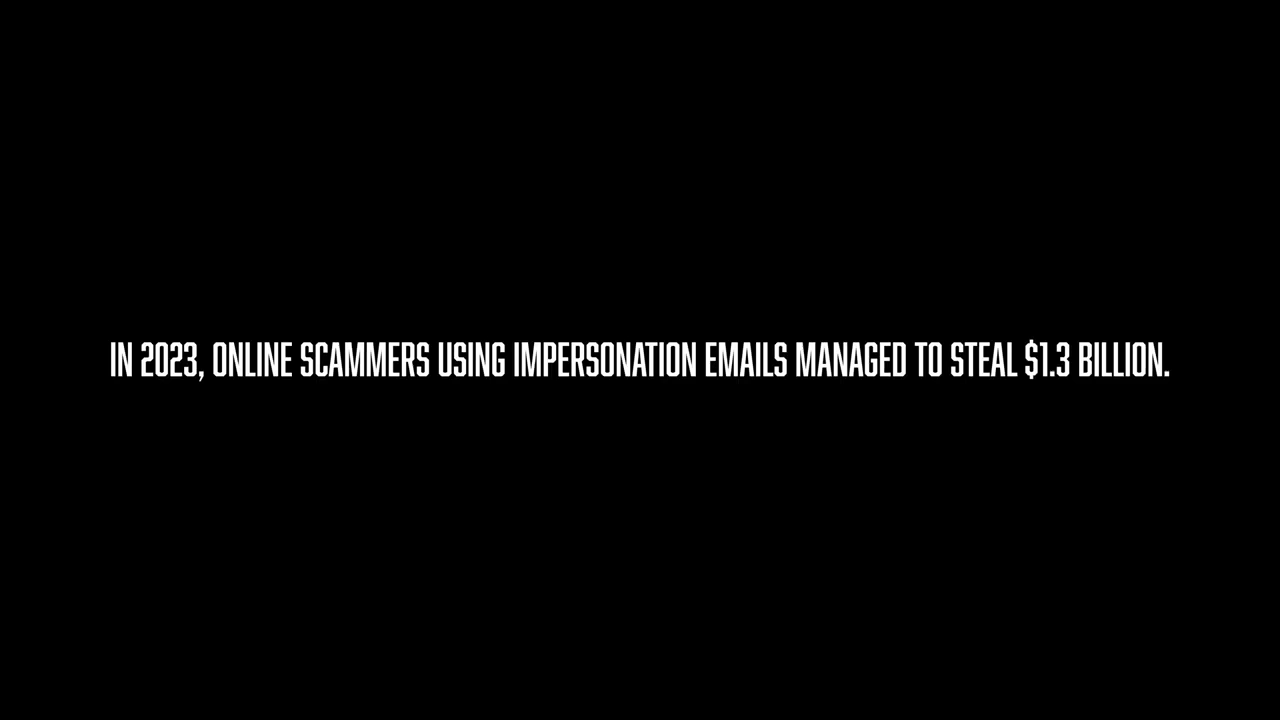 IN 2023, ONLINE SCAMMERS USING IMPERSONATION EMAILS MANAGED TO STEAL $1.3 BILLION.